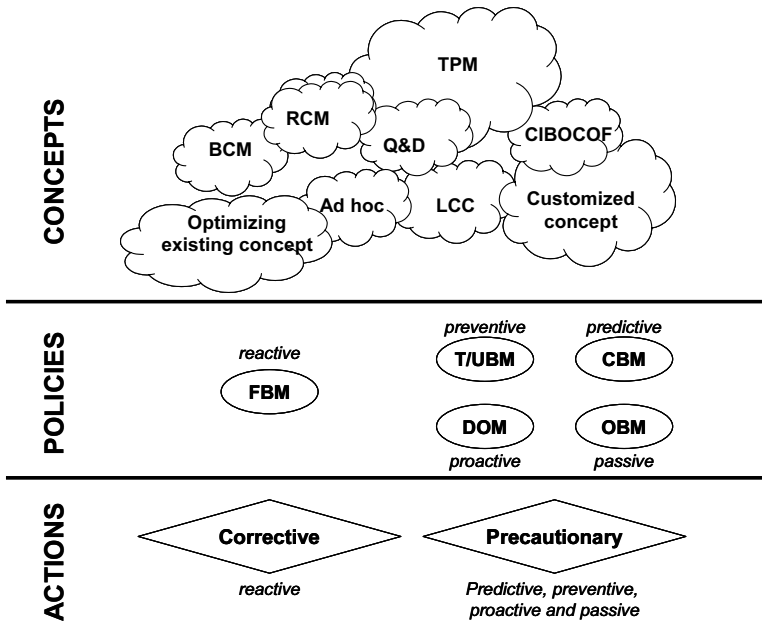 CONCEPTS
TPM
RCM
Q&D
CIBOCOF
BCM
Ad hoc
LCC
Customized
concept
Optimizing
existing concept
POLICIES
reactive
FBM
preventive
T/UBM
predictive
CBM
DOM
proactive
OBM
passive
ACTIONS
Corrective
reactive
Precautionary
Predictive, preventive,
proactive and passive